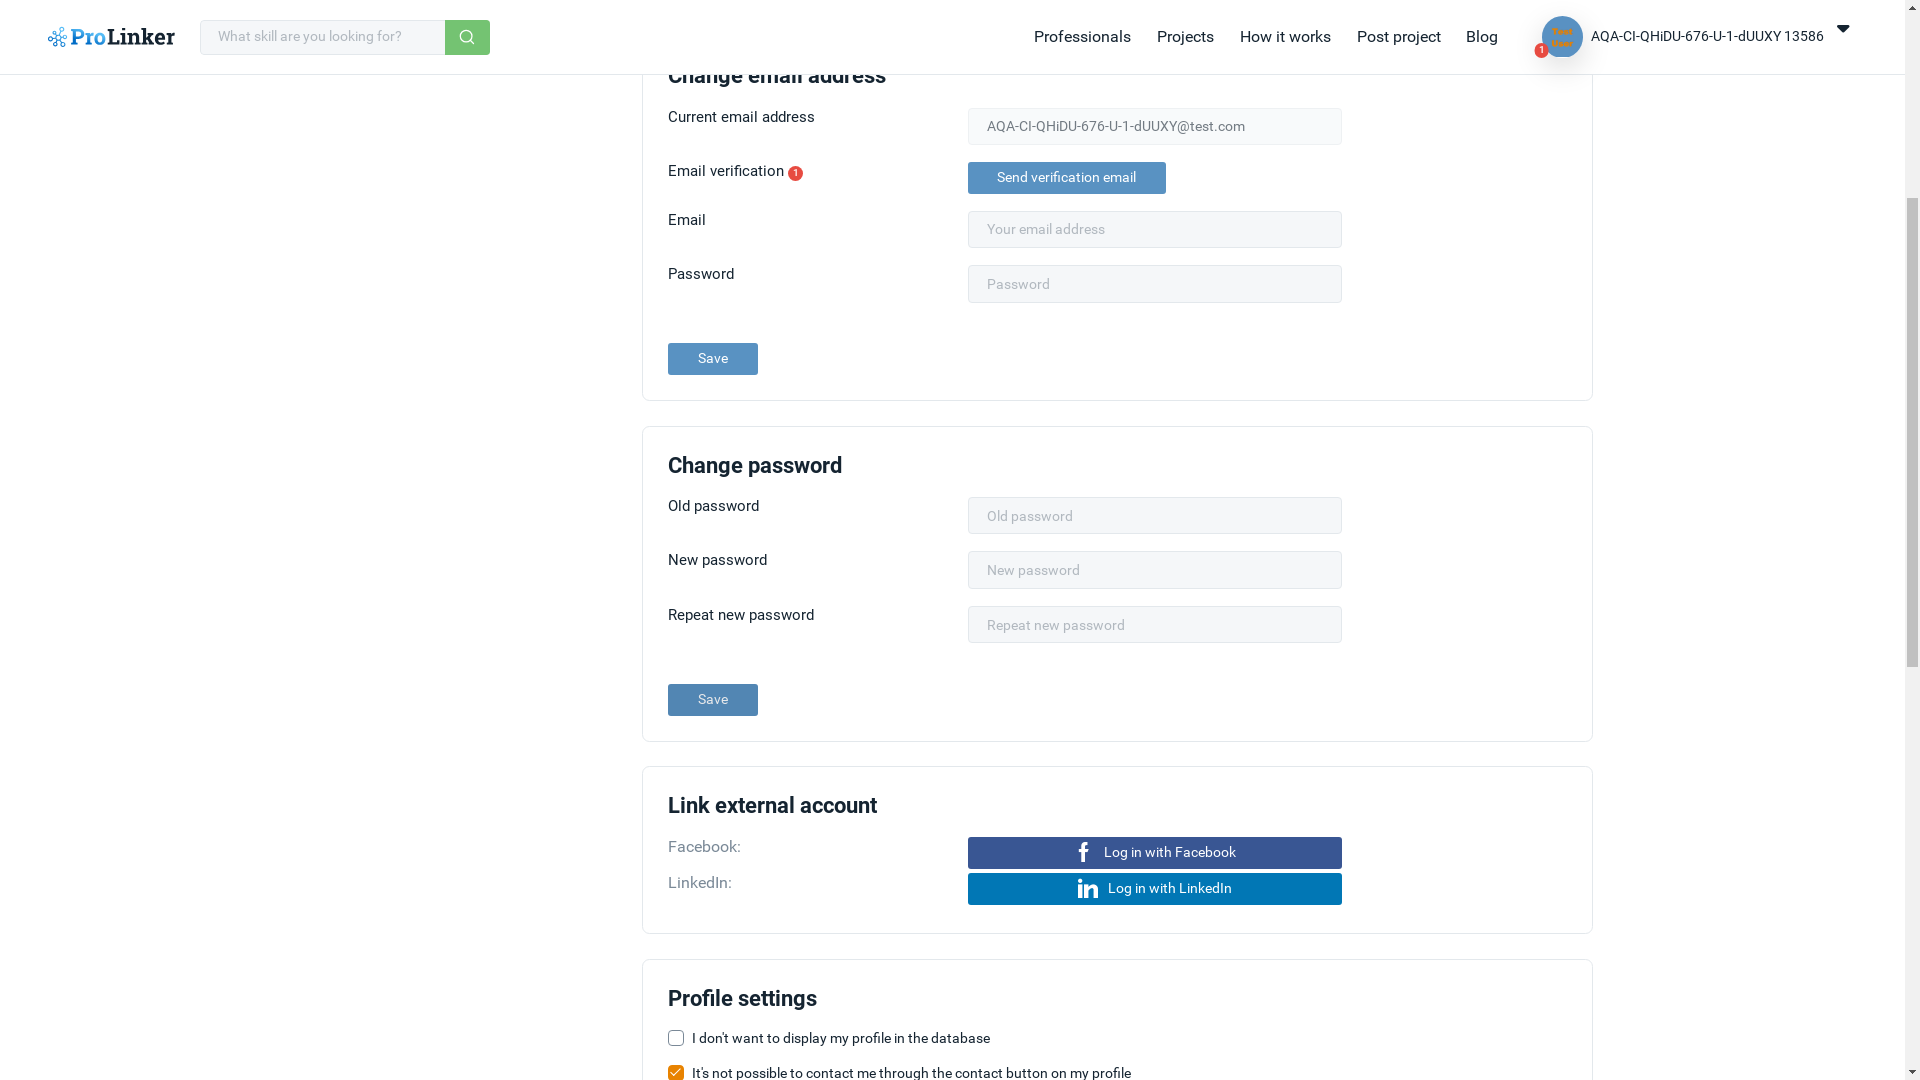 ProLinker
What skill are you looking for?
Professionals
Projects
How it works
Post project
Blog
Test
User
1
AQA-CI-QHiDU-676-U-1-dUUXY 13586
Change email address
Current email address
AQA-CI-QHiDU-676-U-1-dUUXY@test.com
Email verification 1
Send verification email
Email
Your email address
Password
Password
Save
Change password
Old password
Old password
New password
New password
Repeat new password
Repeat new password
Save
Link external account
Facebook:
Log in with Facebook
LinkedIn:
Log in with LinkedIn
Profile settings
I don't want to display my profile in the database
It's not possible to contact me through the contact button on my profile